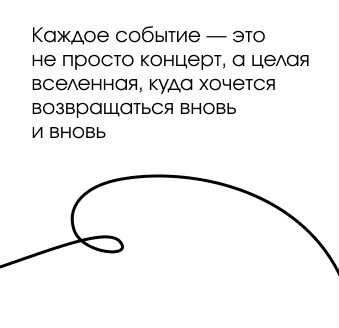 Каждое событие — это
не просто концерт, а целая
вселенная, куда хочется
возвращаться вновь
и вновь